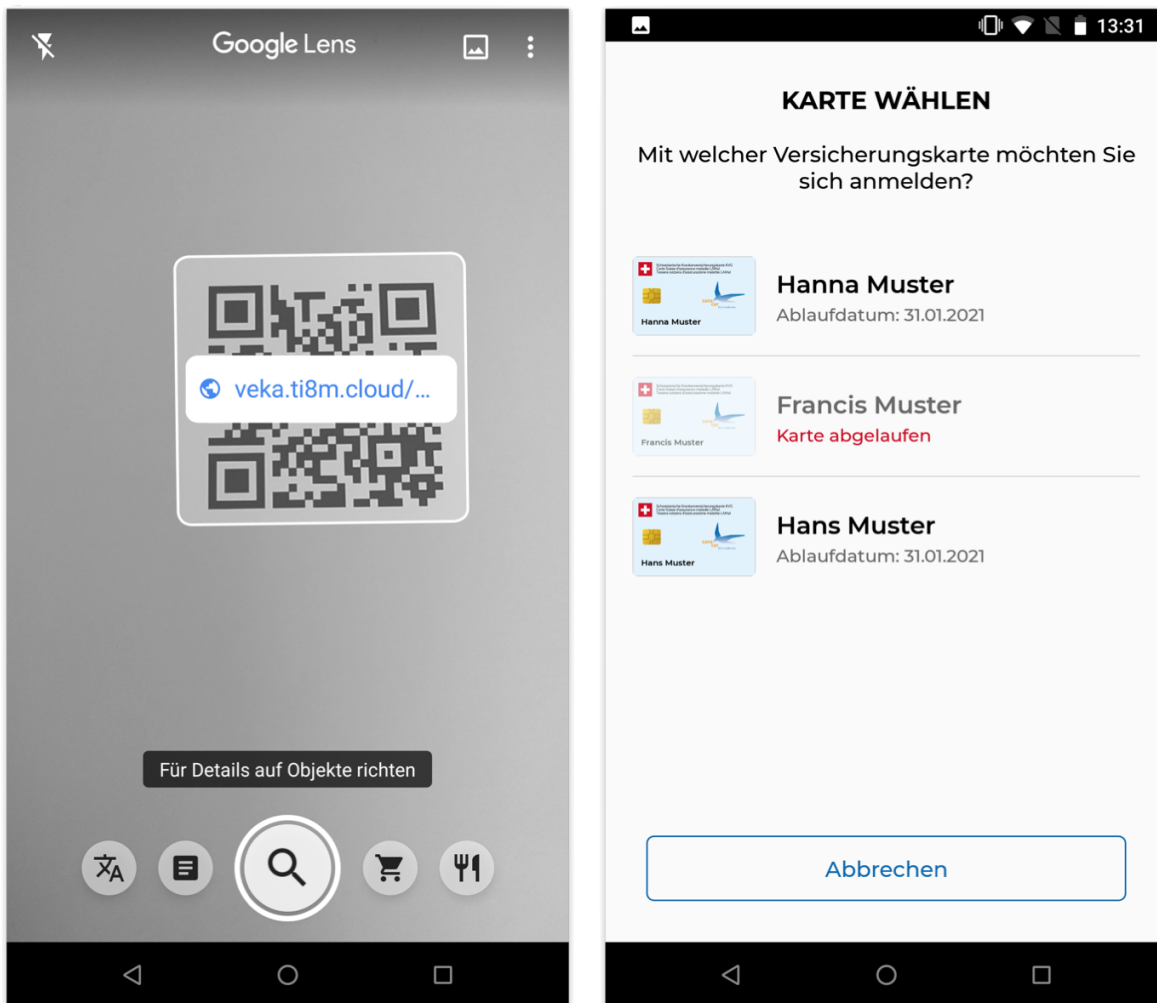 Google Lens
veka.ti8m.cloud/...
Für Details auf Objekte richten
13:31
KARTE WÄHLEN
Mit welcher Versicherungskarte möchten Sie
sich anmelden?
Hanna Muster
Hanna Muster
Ablaufdatum: 31.01.2021
Francis Muster
Francis Muster
Karte abgelaufen
Hans Muster
Hans Muster
Ablaufdatum: 31.01.2021
Abbrechen